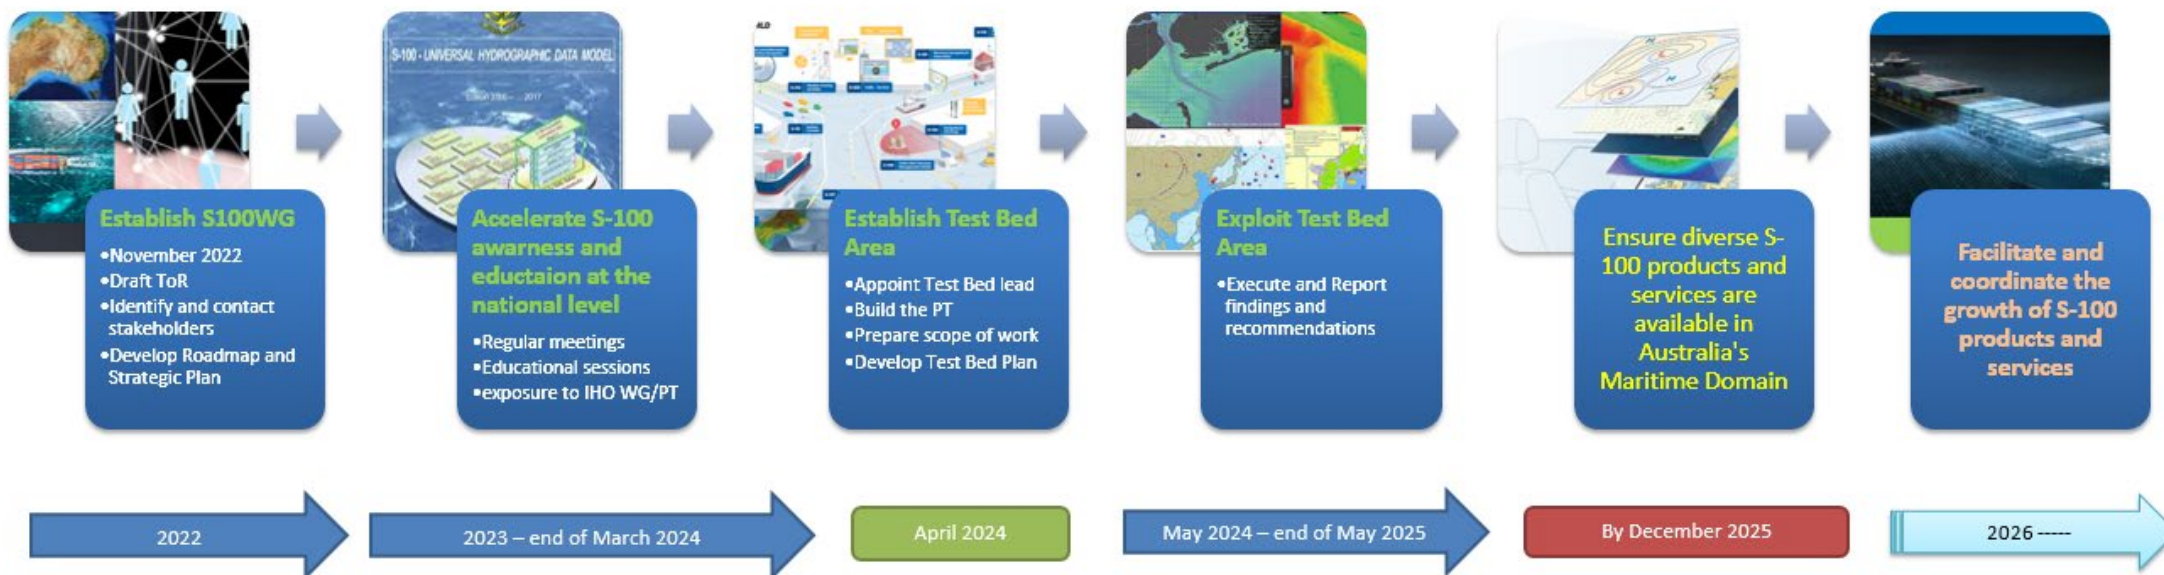 S-100 - UNIVERSAL HYDROGRAPHIC DATA MODEL
Establish S100WG
•November 2022
•Draft ToR
•Identify and contact
stakeholders
•Develop Roadmap and
Strategic Plan
Accelerate S-100
awarness and
eductaion at the
national level
•Regular meetings
•Educational sessions
•exposure to IHO WG/PT
Establish Test Bed
Area
•Appoint Test Bed lead
•Build the PT
•Prepare scope of work
•Develop Test Bed Plan
Exploit Test Bed
Area
•Execute and Report
findings and
recommendations
Ensure diverse S-
100 products and
services are
available in
Australia's
Maritime Domain
Facilitate and
coordinate the
growth of S-100
products and
services
2022
2023 – end of March 2024
April 2024
May 2024 – end of May 2025
By December 2025
2026 -----